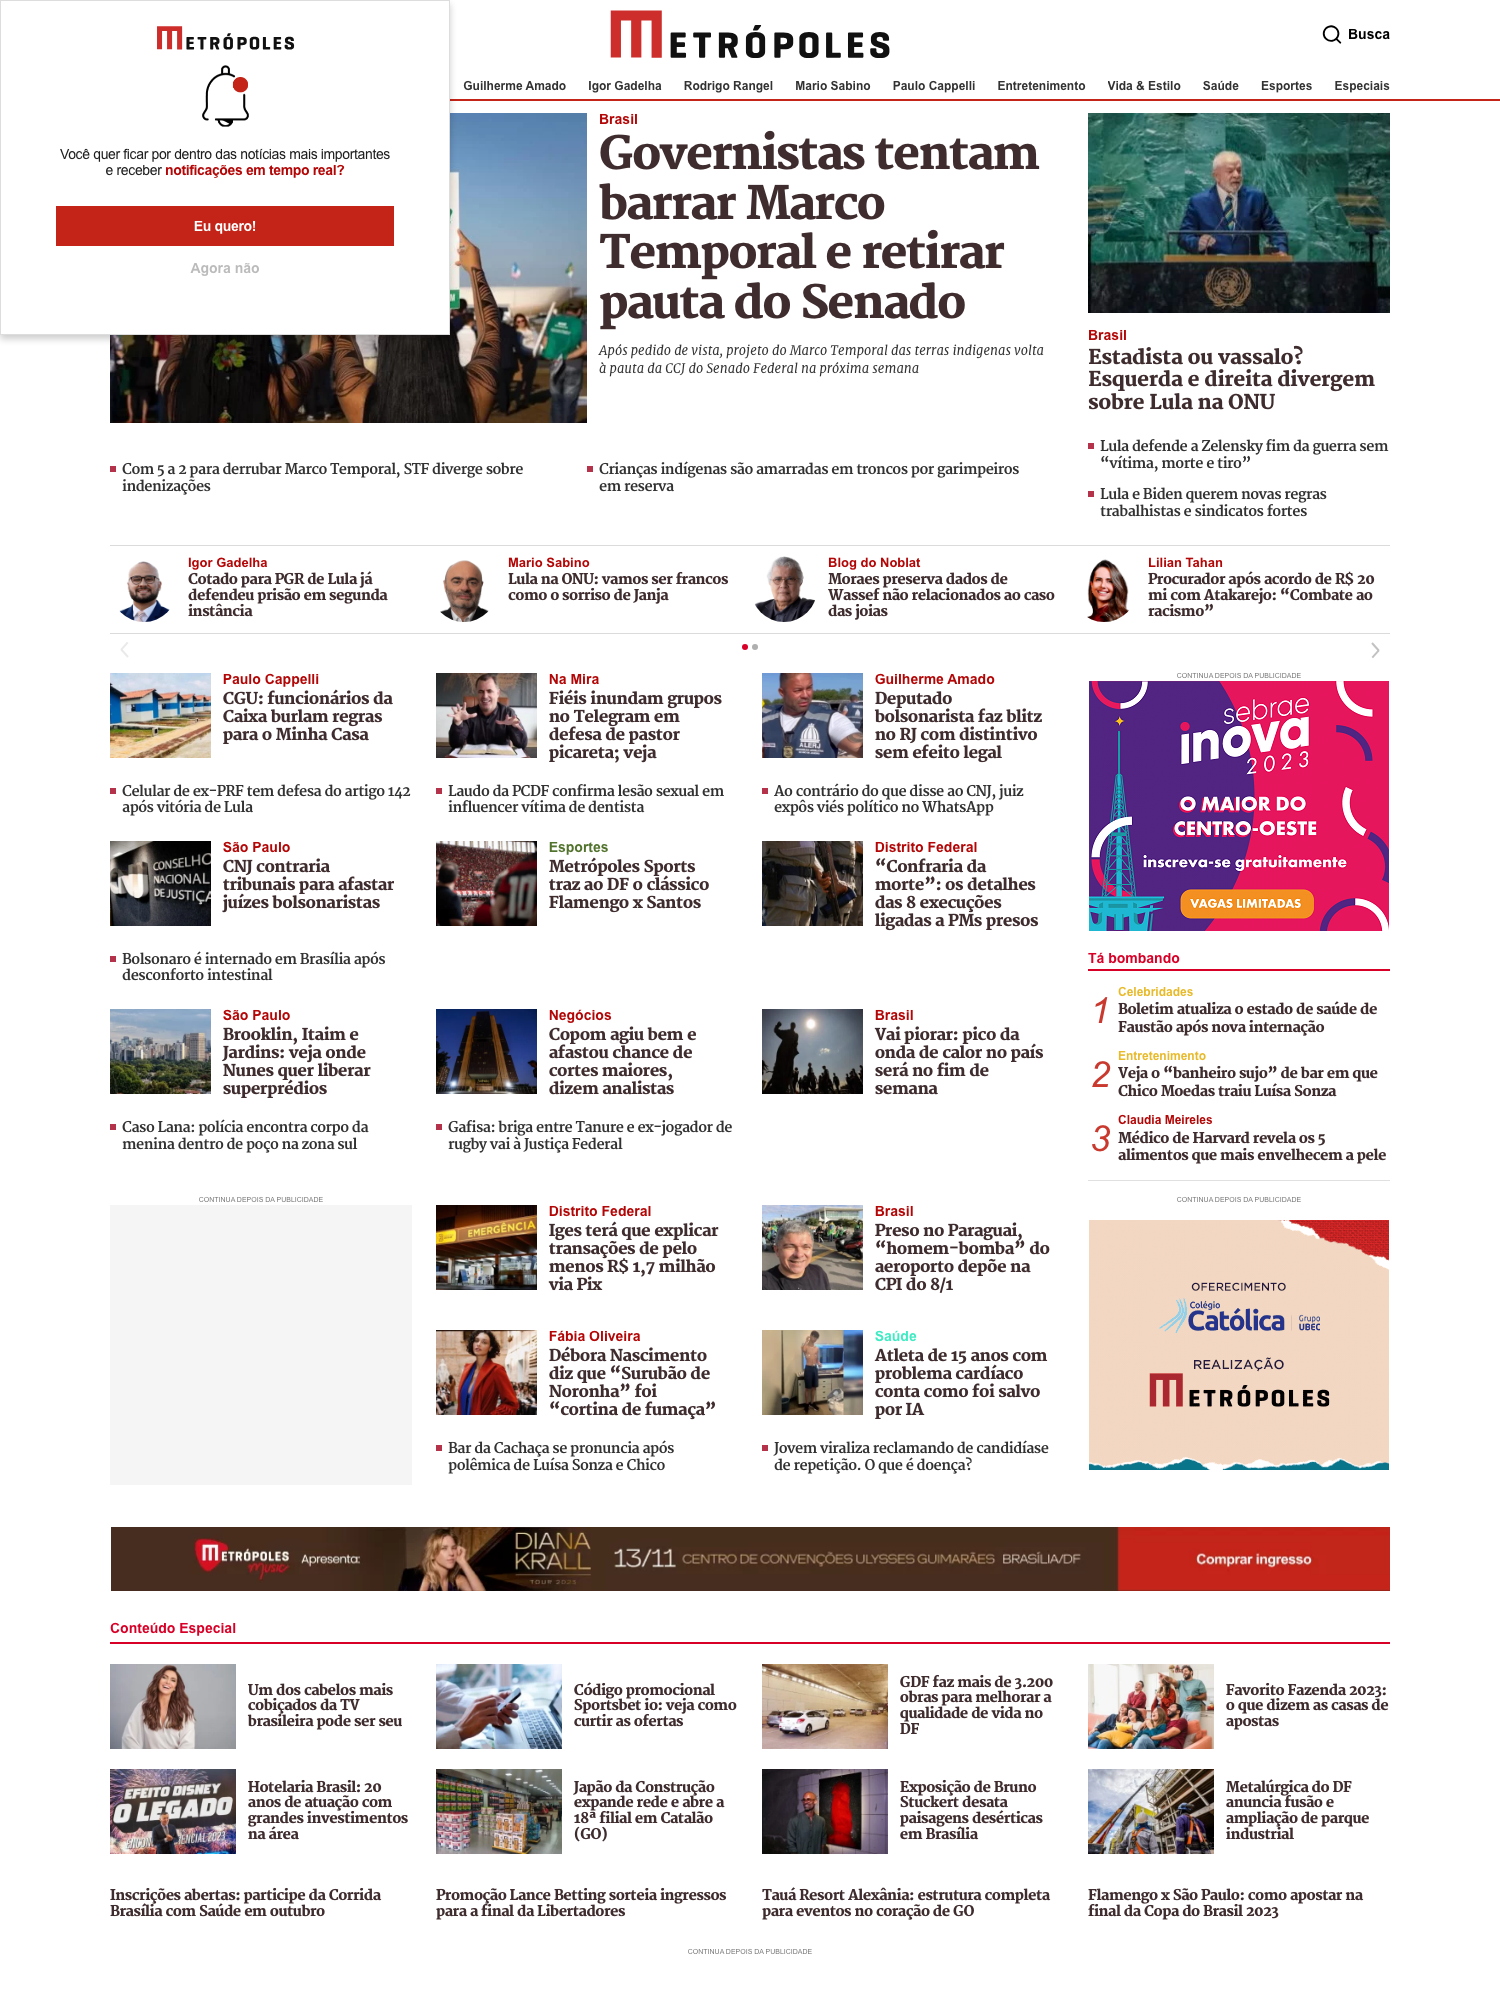 METRÓPOLES
Você quer ficar por dentro das notícias mais importantes
e receber notificações em tempo real?
Eu quero!
Agora não
METRÓPOLES
Busca
Guilherme Amado
Igor Gadelha
Rodrigo Rangel
Mario Sabino
Paulo Cappelli
Entretenimento
Vida & Estilo
Saúde
Esportes
Especiais
Brasil
Governistas tentam
barrar Marco
Temporal e retirar
pauta do Senado
Após pedido de vista, projeto do Marco Temporal das terras indígenas volta
à pauta da CCJ do Senado Federal na próxima semana
Brasil
Estadista ou vassalo?
Esquerda e direita divergem
sobre Lula na ONU
Com 5 a 2 para derrubar Marco Temporal, STF diverge sobre
indenizações
Crianças indígenas são amarradas em troncos por garimpeiros
em reserva
Lula defende a Zelensky fim da guerra sem
“vítima, morte e tiro”
Lula e Biden querem novas regras
trabalhistas e sindicatos fortes
Igor Gadelha
Cotado para PGR de Lula já
defendeu prisão em segunda
instância
Mario Sabino
Lula na ONU: vamos ser francos
como o sorriso de Janja
Blog do Noblat
Moraes preserva dados de
Wassef não relacionados ao caso
das joias
Lilian Tahan
Procurador após acordo de R$ 20
mi com Atakarejo: “Combate ao
racismo”
Paulo Cappelli
CGU: funcionários da
Caixa burlam regras
para o Minha Casa
Celular de ex-PRF tem defesa do artigo 142
após vitória de Lula
Na Mira
Fiéis inundam grupos
no Telegram em
defesa de pastor
picareta; veja
Laudo da PCDF confirma lesão sexual em
influencer vítima de dentista
Guilherme Amado
Deputado
bolsonarista faz blitz
no RJ com distintivo
sem efeito legal
ALERJ
Ao contrário do que disse ao CNJ, juiz
expôs viés político no WhatsApp
CONTINUA DEPOIS DA PUBLICIDADE
sebrae
inova
2023
O MAIOR DO
CENTRO-OESTE
inscreva-se gratuitamente
VAGAS LIMITADAS
São Paulo
CNJ contraria
tribunais para afastar
juízes bolsonaristas
CONSELHO
NACIONAL
DE JUSTIÇA
Bolsonaro é internado em Brasília após
desconforto intestinal
Esportes
Metrópoles Sports
traz ao DF o clássico
Flamengo x Santos
Distrito Federal
“Confraria da
morte”: os detalhes
das 8 execuções
ligadas a PMs presos
Tá bombando
1
Celebridades
Boletim atualiza o estado de saúde de
Faustão após nova internação
2
Entretenimento
Veja o “banheiro sujo” de bar em que
Chico Moedas traiu Luísa Sonza
3
Claudia Meireles
Médico de Harvard revela os 5
alimentos que mais envelhecem a pele
São Paulo
Brooklin, Itaim e
Jardins: veja onde
Nunes quer liberar
superprédios
Caso Lana: polícia encontra corpo da
menina dentro de poço na zona sul
Negócios
Copom agiu bem e
afastou chance de
cortes maiores,
dizem analistas
Gafisa: briga entre Tanure e ex-jogador de
rugby vai à Justiça Federal
Brasil
Vai piorar: pico da
onda de calor no país
será no fim de
semana
CONTINUA DEPOIS DA PUBLICIDADE
EMERGÊNCIA
Distrito Federal
Iges terá que explicar
transações de pelo
menos R$ 1,7 milhão
via Pix
Brasil
Preso no Paraguai,
“homem-bomba” do
aeroporto depõe na
CPI do 8/1
CONTINUA DEPOIS DA PUBLICIDADE
OFERECIMENTO
Colégio
Católica
Grupo
UBEC
REALIZAÇÃO
METRÓPOLES
Fábia Oliveira
Débora Nascimento
diz que “Surubão de
Noronha” foi
“cortina de fumaça”
Bar da Cachaça se pronuncia após
polêmica de Luísa Sonza e Chico
Saúde
Atleta de 15 anos com
problema cardíaco
conta como foi salvo
por IA
Jovem viraliza reclamando de candidíase
de repetição. O que é doença?
METRÓPOLES
music
Apresenta:
DIANA
KRALL
TOUR 2023
13/11 CENTRO DE CONVENÇÕES ULYSSES GUIMARÃES BRASÍLIA/DF
Comprar ingresso
Conteúdo Especial
Um dos cabelos mais
cobiçados da TV
brasileira pode ser seu
Código promocional
Sportsbet io: veja como
curtir as ofertas
GDF faz mais de 3.200
obras para melhorar a
qualidade de vida no
DF
Favorito Fazenda 2023:
o que dizem as casas de
apostas
EFEITO DISNEY
O LEGADO
Hotelaria Brasil: 20
anos de atuação com
grandes investimentos
na área
Japão da Construção
expande rede e abre a
18ª filial em Catalão
(GO)
Exposição de Bruno
Stuckert desata
paisagens desérticas
em Brasília
Metalúrgica do DF
anuncia fusão e
ampliação de parque
industrial
Inscrições abertas: participe da Corrida
Brasília com Saúde em outubro
Promoção Lance Betting sorteia ingressos
para a final da Libertadores
Tauá Resort Alexânia: estrutura completa
para eventos no coração de GO
Flamengo x São Paulo: como apostar na
final da Copa do Brasil 2023
CONTINUA DEPOIS DA PUBLICIDADE